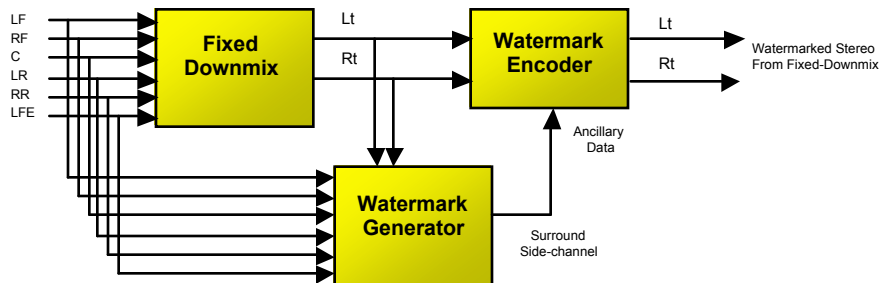 LF
RF
C
LR
RR
LFE
Fixed
Downmix
Lt
Rt
Watermark
Encoder
Lt
Rt
Watermarked Stereo
From Fixed-Downmix
Ancillary
Data
Watermark
Generator
Surround
Side-channel